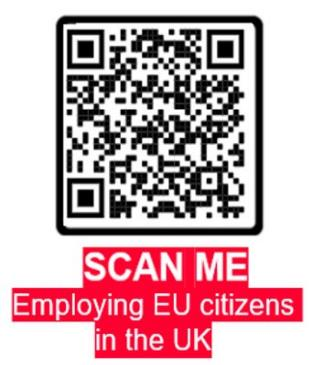 SCAN ME
Employing EU citizens
in the UK